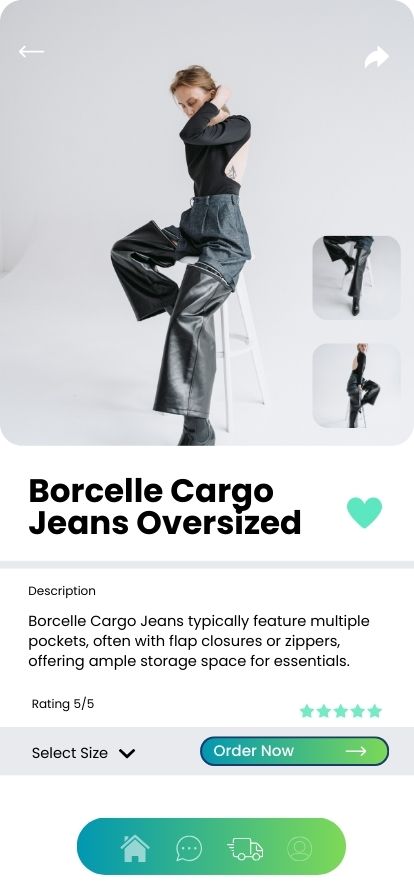 Borcelle Cargo
Jeans Oversized
Description
Borcelle Cargo Jeans typically feature multiple
pockets, often with flap closures or zippers,
offering ample storage space for essentials.
Rating 5/5
Select Size
Order Now